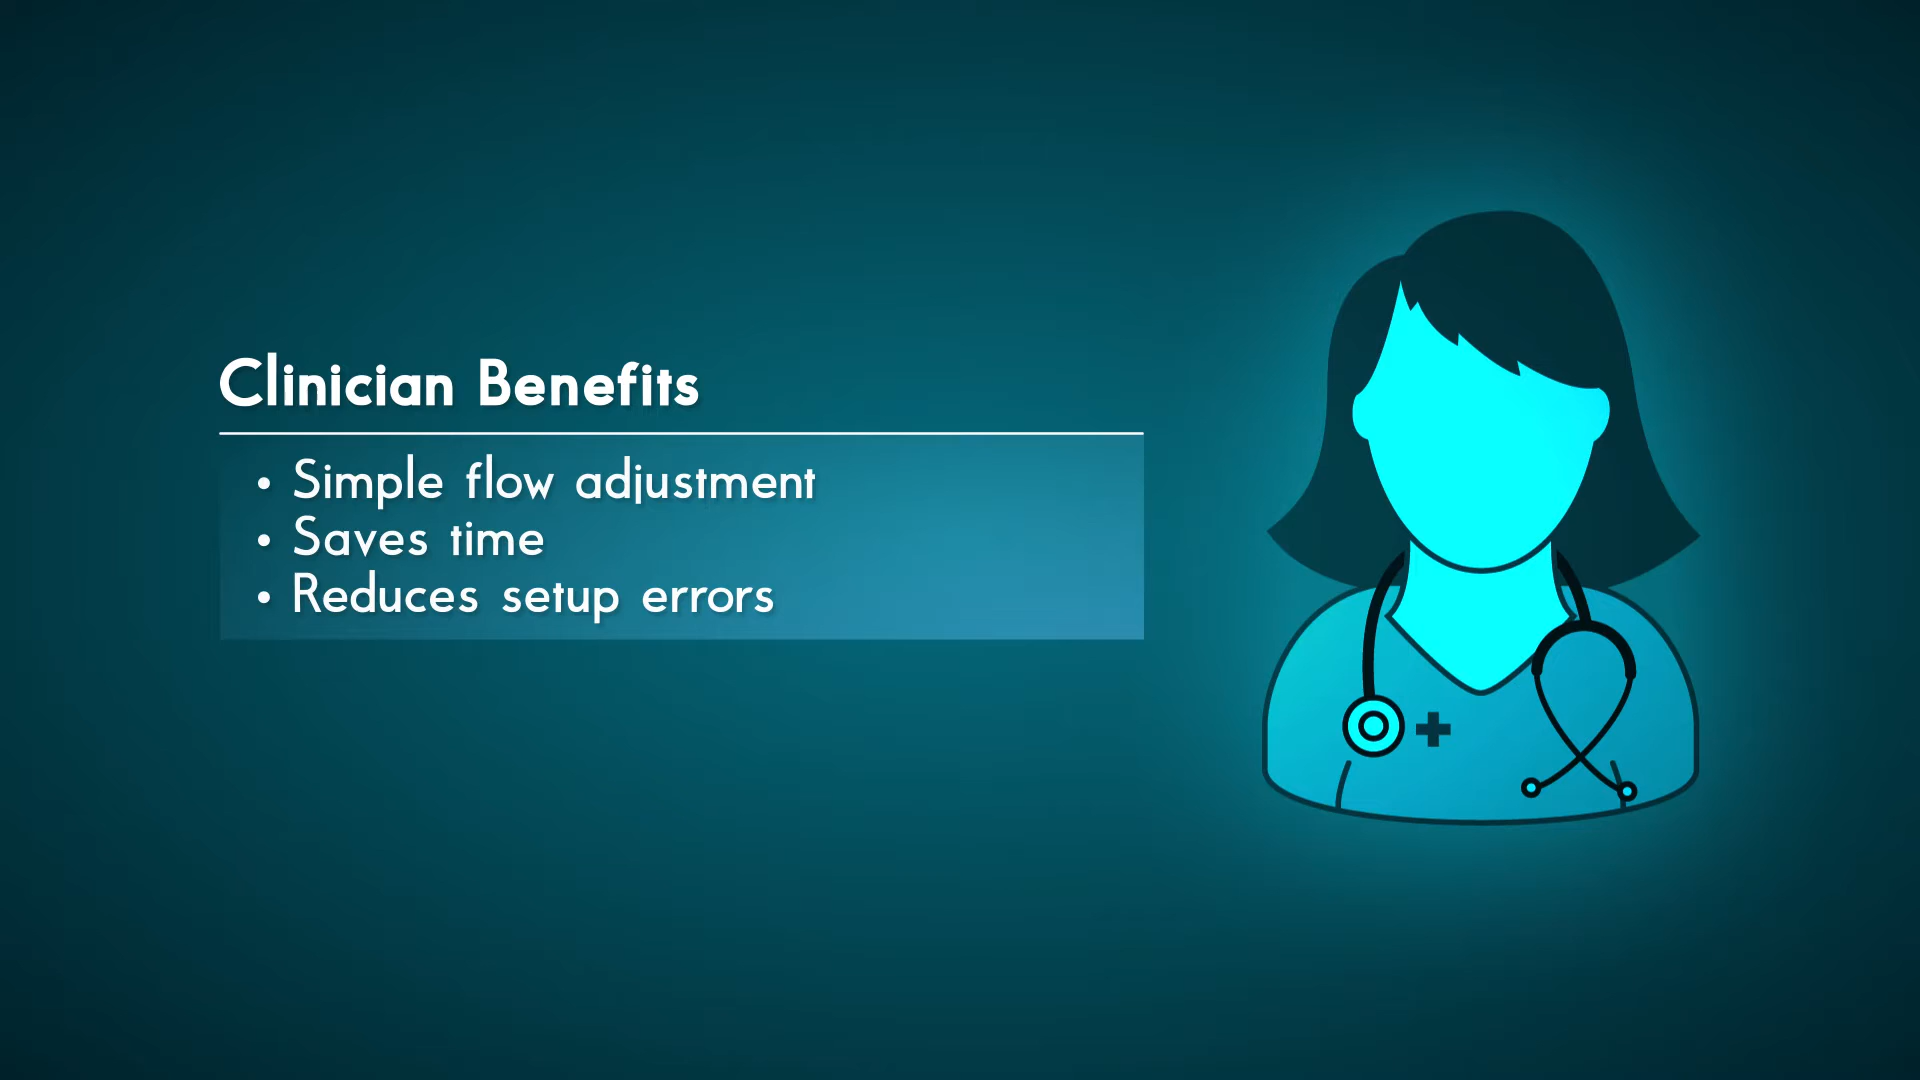 Clinician Benefits
• Simple flow adjustment
• Saves time
• Reduces setup errors